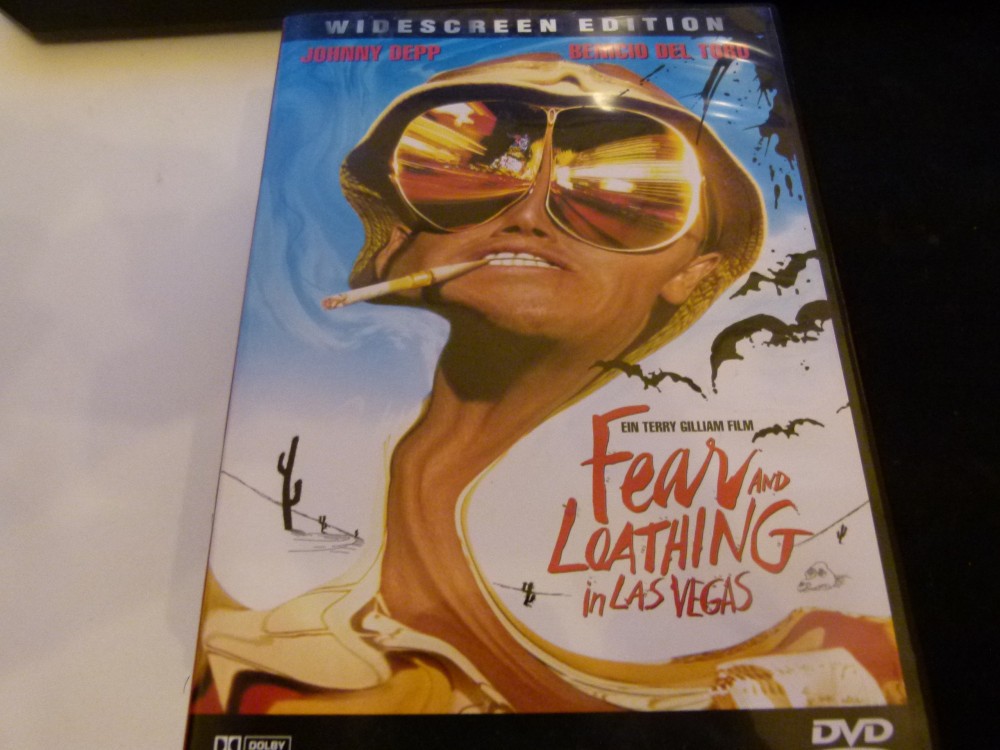 WIDESCREEN EDITION
JOHNNY DEPP BENICIO DEL TORO
EIN TERRY GILLIAM FILM
Fear AND
LOATHING
in LAS VEGAS
DOLBY
DVD